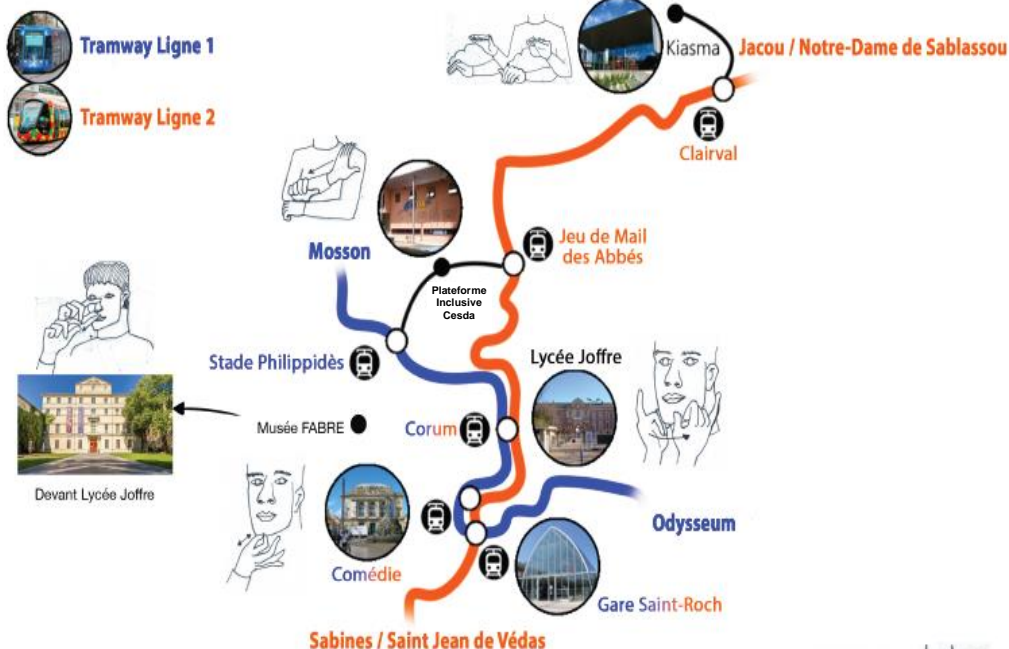 Tramway Ligne 1
Tramway Ligne 2
Kiasma
Jacou / Notre-Dame de Sablassou
Clairval
Jeu de Mail
des Abbés
Mosson
Plateforme
Inclusive
Cesda
Stade Philippidès
Lycée Joffre
Musée FABRE
Corum
Devant Lycée Joffre
Odysseum
Comédie
Gare Saint-Roch
Sabines / Saint Jean de Védas